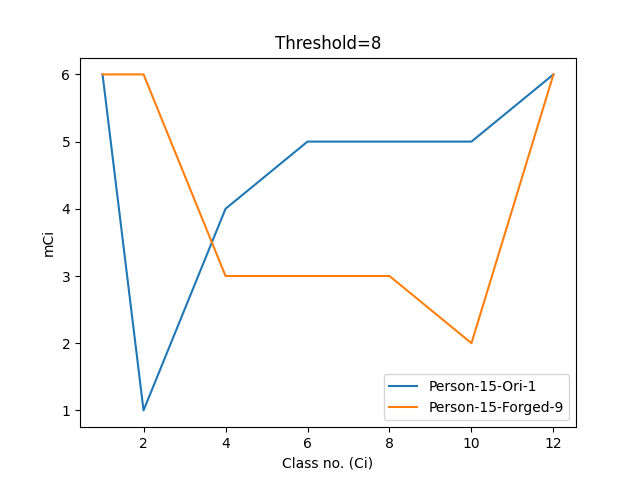 Threshold=8
6
5
4
3
2
1
mCi
2 4 6 8 10 12
Class no. (Ci)
Person-15-Ori-1
Person-15-Forged-9